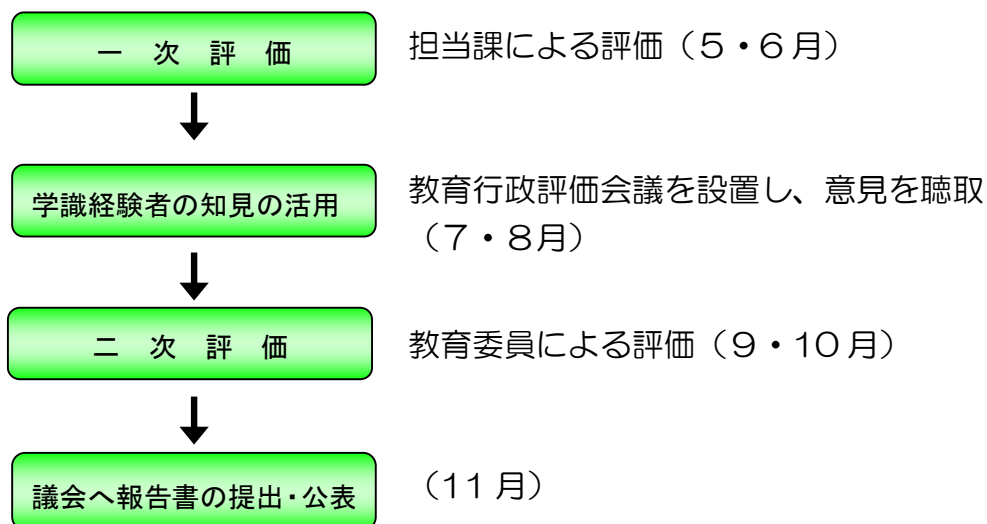 一 次 評 価
担当課による評価（５・６月）
学識経験者の知見の活用
教育行政評価会議を設置し、意見を聴取
（７・８月）
二 次 評 価
教育委員による評価（９・10月）
議会へ報告書の提出・公表
（11月）